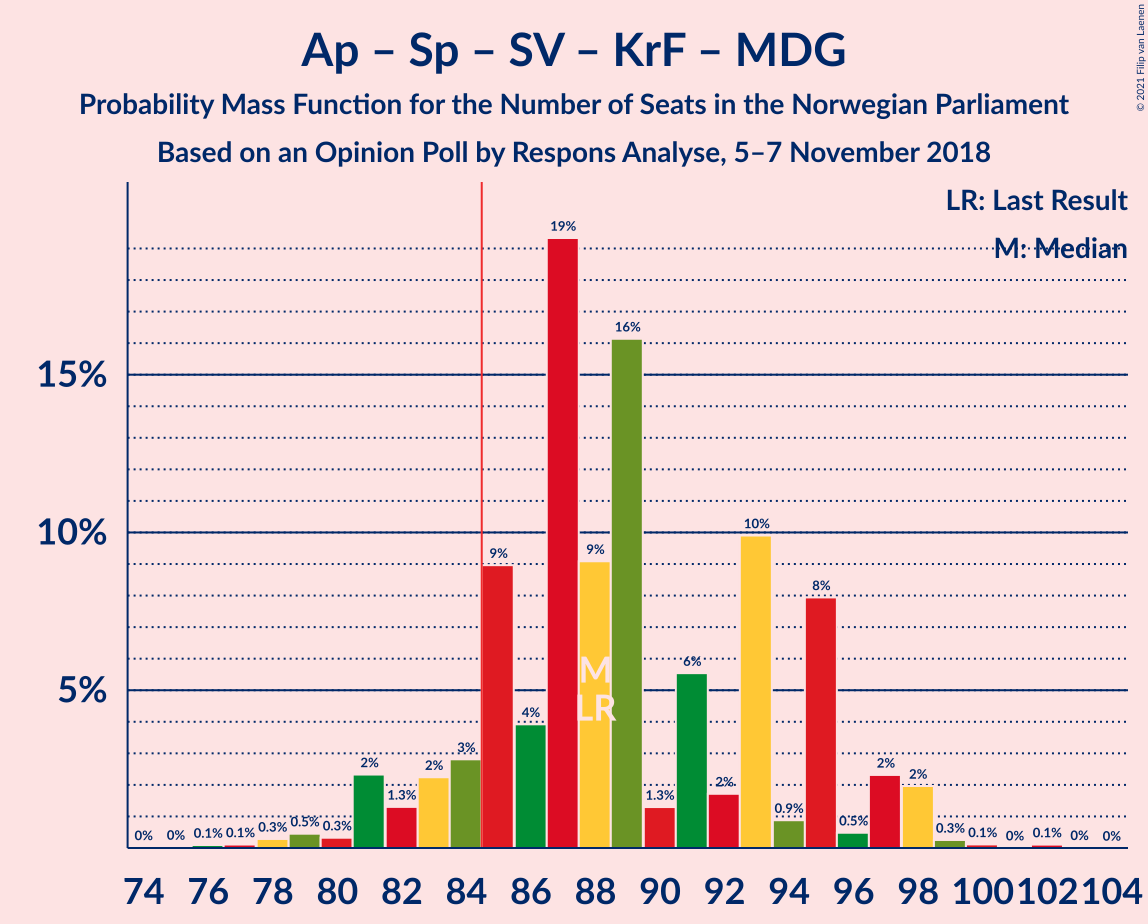 Ap – Sp – SV – KrF – MDG
Probability Mass Function for the Number of Seats in the Norwegian Parliament
Based on an Opinion Poll by Respons Analyse, 5–7 November 2018
© 2021 Filip van Laenen
LR: Last Result
M: Median
15%
10%
5%
0% 0% 0.1% 0.1% 0.3% 0.5% 0.3% 2% 1.3% 2% 3% 9% 4% 19% 9% 16% 1.3% 6% 2% 10% 0.9% 8% 0.5% 2% 2% 0.3% 0.1% 0% 0.1% 0% 0%
M
LR
74 76 78 80 82 84 86 88 90 92 94 96 98 100 102 104